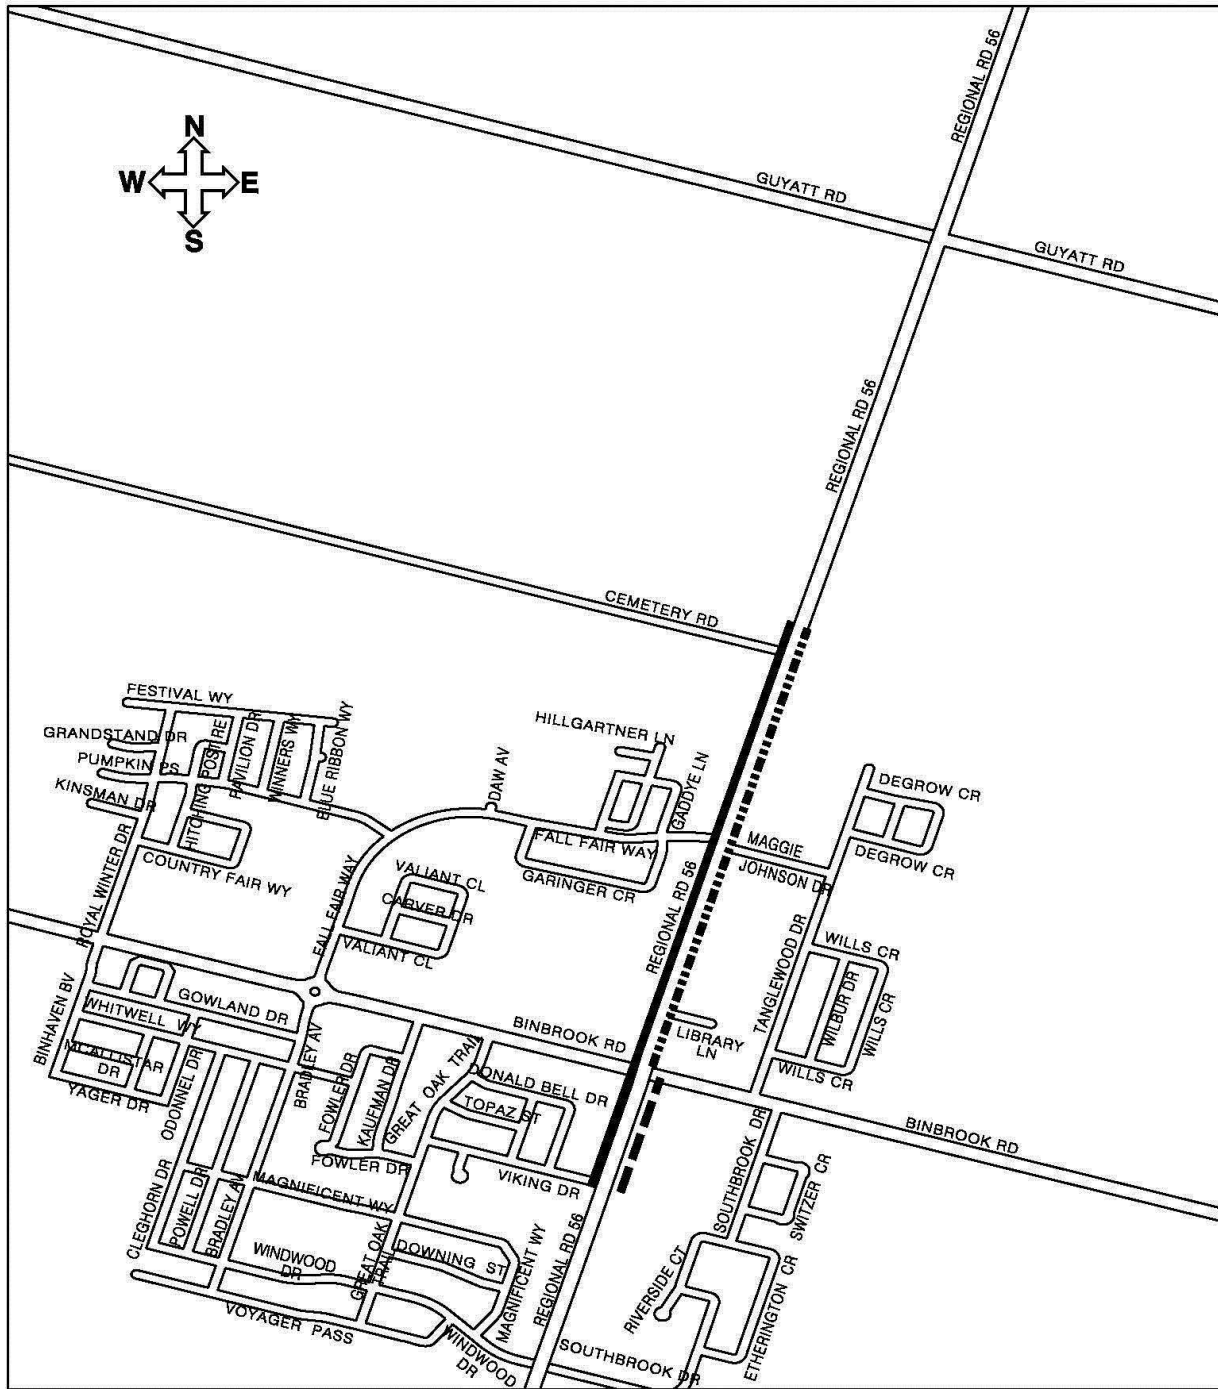 REGIONAL RD 56
N
W E
S
GUYATT RD
GUYATT RD
REGIONAL RD 56
CEMETERY RD
FESTIVAL WY
GRANDSTAND DR
PUMPKIN PS
KINSMAN DR
HITCHING POST RE
PAVILION DR
WINNERS WY
BLUE RIBBON WY
HILLGARTNER LN
DAW AV
GADDYE LN
DEGROW CR
MAGGIE
JOHNSON DR
DEGROW CR
FALL FAIR WAY
GARINGER CR
COUNTRY FAIR WY
ROYAL WINTER DR
FALL FAIR WAY
VALIANT CL
CARVER DR
VALIANT CL
REGIONAL RD 56
TANGLEWOOD DR
WILLS CR
WILBUR DR
WILLS CR
WILLS CR
BINHAVEN BV
GOWLAND DR
WHITWELL WY
MCALLISTAR
DR
YAGER DR
ODONNEL DR
BRADLEY AV
FOWLER DR
KAUFMAN DR
GREAT OAK TRAIL
BINBROOK RD
LIBRARY
LN
DONALD BELL DR
TOPAZ ST
BINBROOK RD
FOWLER DR
VIKING DR
CLEGHORN DR
POWELL DR
BRADLEY AV
MAGNIFICENT WY
SOUTHBROOK DR
SWITZER CR
WINDWOOD
DR
GREAT OAK
TRAIL
DOWNING ST
MAGNIFICENT WY
REGIONAL RD 56
RIVERSIDE CT
ETHERINGTON CR
VOYAGER PASS
WINDWOOD
DR
SOUTHBROOK DR